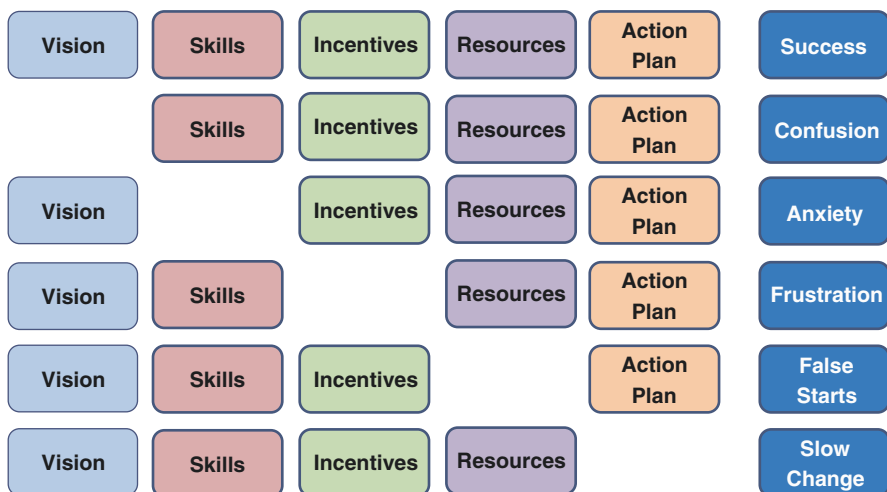 Vision Skills Incentives Resources Action Plan Success
Skills Incentives Resources Action Plan Confusion
Vision Incentives Resources Action Plan Anxiety
Vision Skills Resources Action Plan Frustration
Vision Skills Incentives Action Plan False Starts
Vision Skills Incentives Resources Slow Change